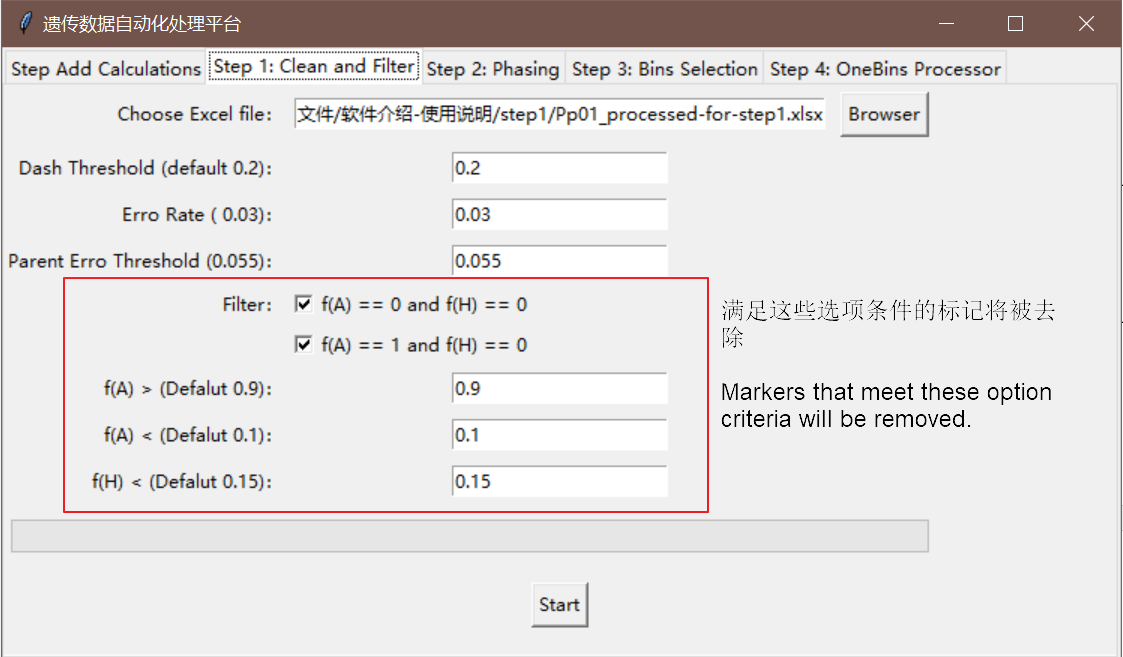 遗传数据自动化处理平台
Step Add Calculations Step 1: Clean and Filter Step 2: Phasing Step 3: Bins Selection Step 4: OneBins Processor
Choose Excel file: 文件/软件介绍-使用说明/step1/Pp01_processed-for-step1.xlsx Browser
Dash Threshold (default 0.2): 0.2
Erro Rate ( 0.03): 0.03
Parent Erro Threshold (0.055): 0.055
Filter: f(A) == 0 and f(H) == 0
f(A) == 1 and f(H) == 0
f(A) > (Defalut 0.9): 0.9
f(A) < (Defalut 0.1): 0.1
f(H) < (Defalut 0.15): 0.15
满足这些选项条件的标记将被去
除
Markers that meet these option
criteria will be removed.
Start